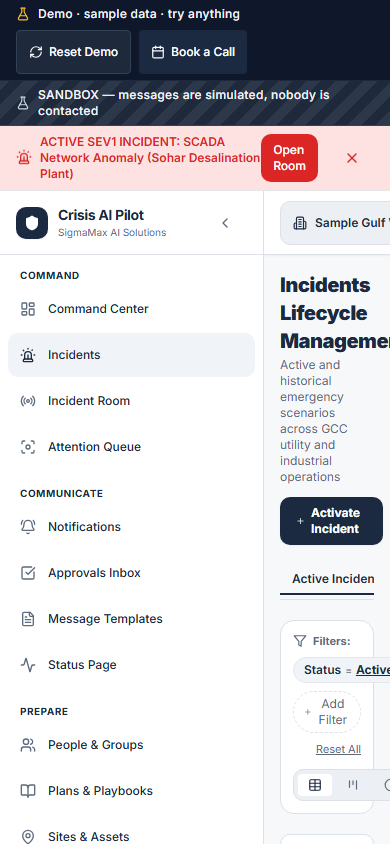 Demo · sample data · try anything
Reset Demo
Book a Call
SANDBOX — messages are simulated, nobody is
contacted
ACTIVE SEV1 INCIDENT: SCADA
Network Anomaly (Sohar Desalination
Plant)
Open
Room
Crisis AI Pilot
SigmaMax AI Solutions
Sample Gulf
COMMAND
Command Center
Incidents
Incident Room
Attention Queue
COMMUNICATE
Notifications
Approvals Inbox
Message Templates
Status Page
PREPARE
People & Groups
Plans & Playbooks
Sites & Assets
Incidents
Lifecycle
Active and
historical
emergency
scenarios
across GCC
utility and
industrial
operations
+ Activate
Incident
Active Inciden
Filters:
Status = Active
+ Add
Filter
Reset All